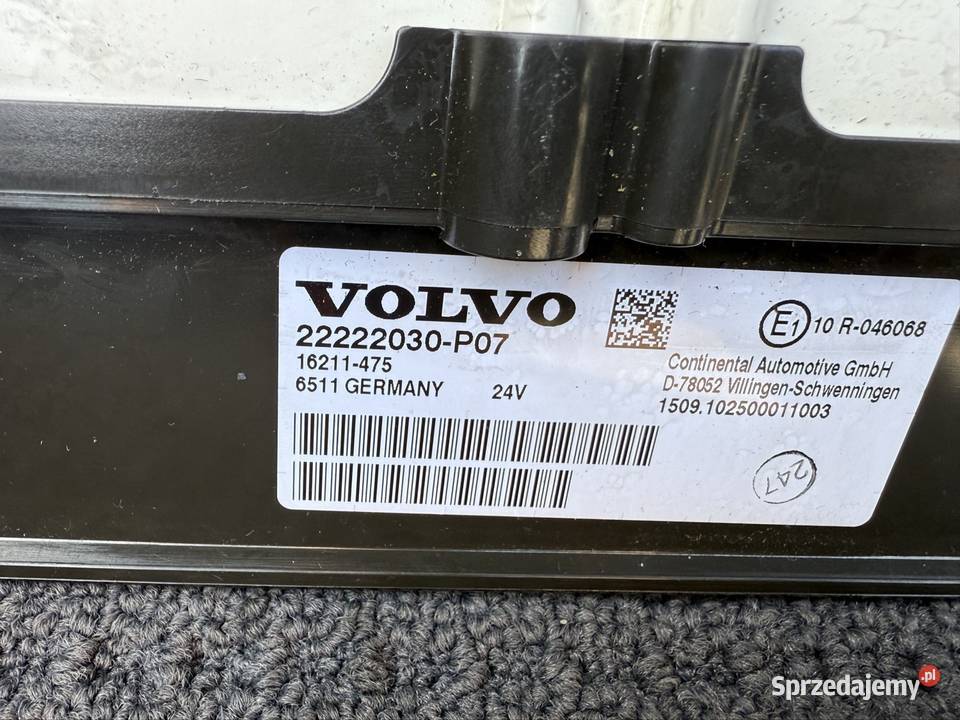 VOLVO
22222030-P07
16211-475
6511 GERMANY 24V
E1 10 R-046068
Continental Automotive GmbH
D-78052 Villingen-Schwenningen
1509.102500011003
247
Sprzedajemy.pl